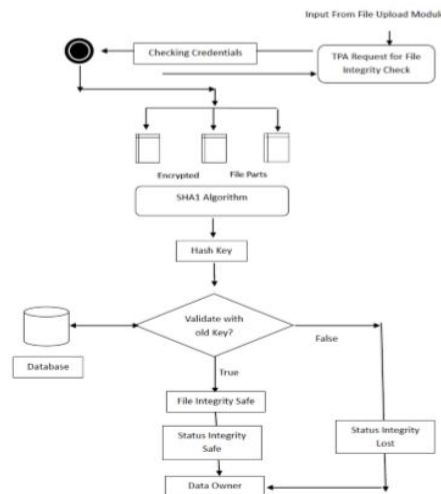 Input From File Upload Module
Checking Credentials
TPA Request for File
Integrity Check
Encrypted File Parts
SHA1 Algorithm
Hash Key
Validate with
old Key?
False
Database
True
File Integrity Safe
Status Integrity
Safe
Status Integrity
Lost
Data Owner